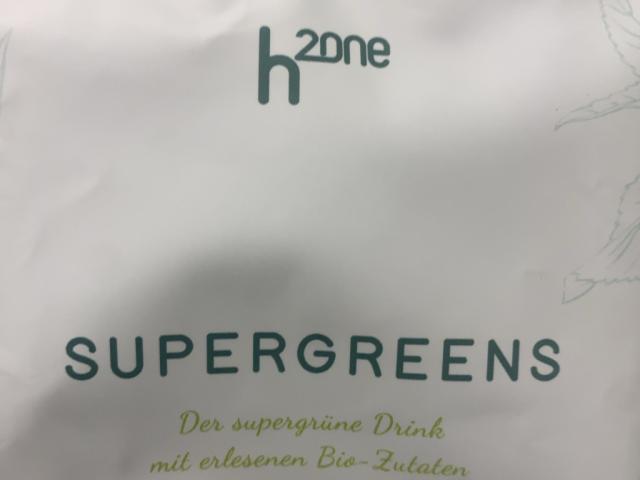 h2one
SUPERGREENS
Der supergrüne Drink
mit erlesenen Bio-Zutaten